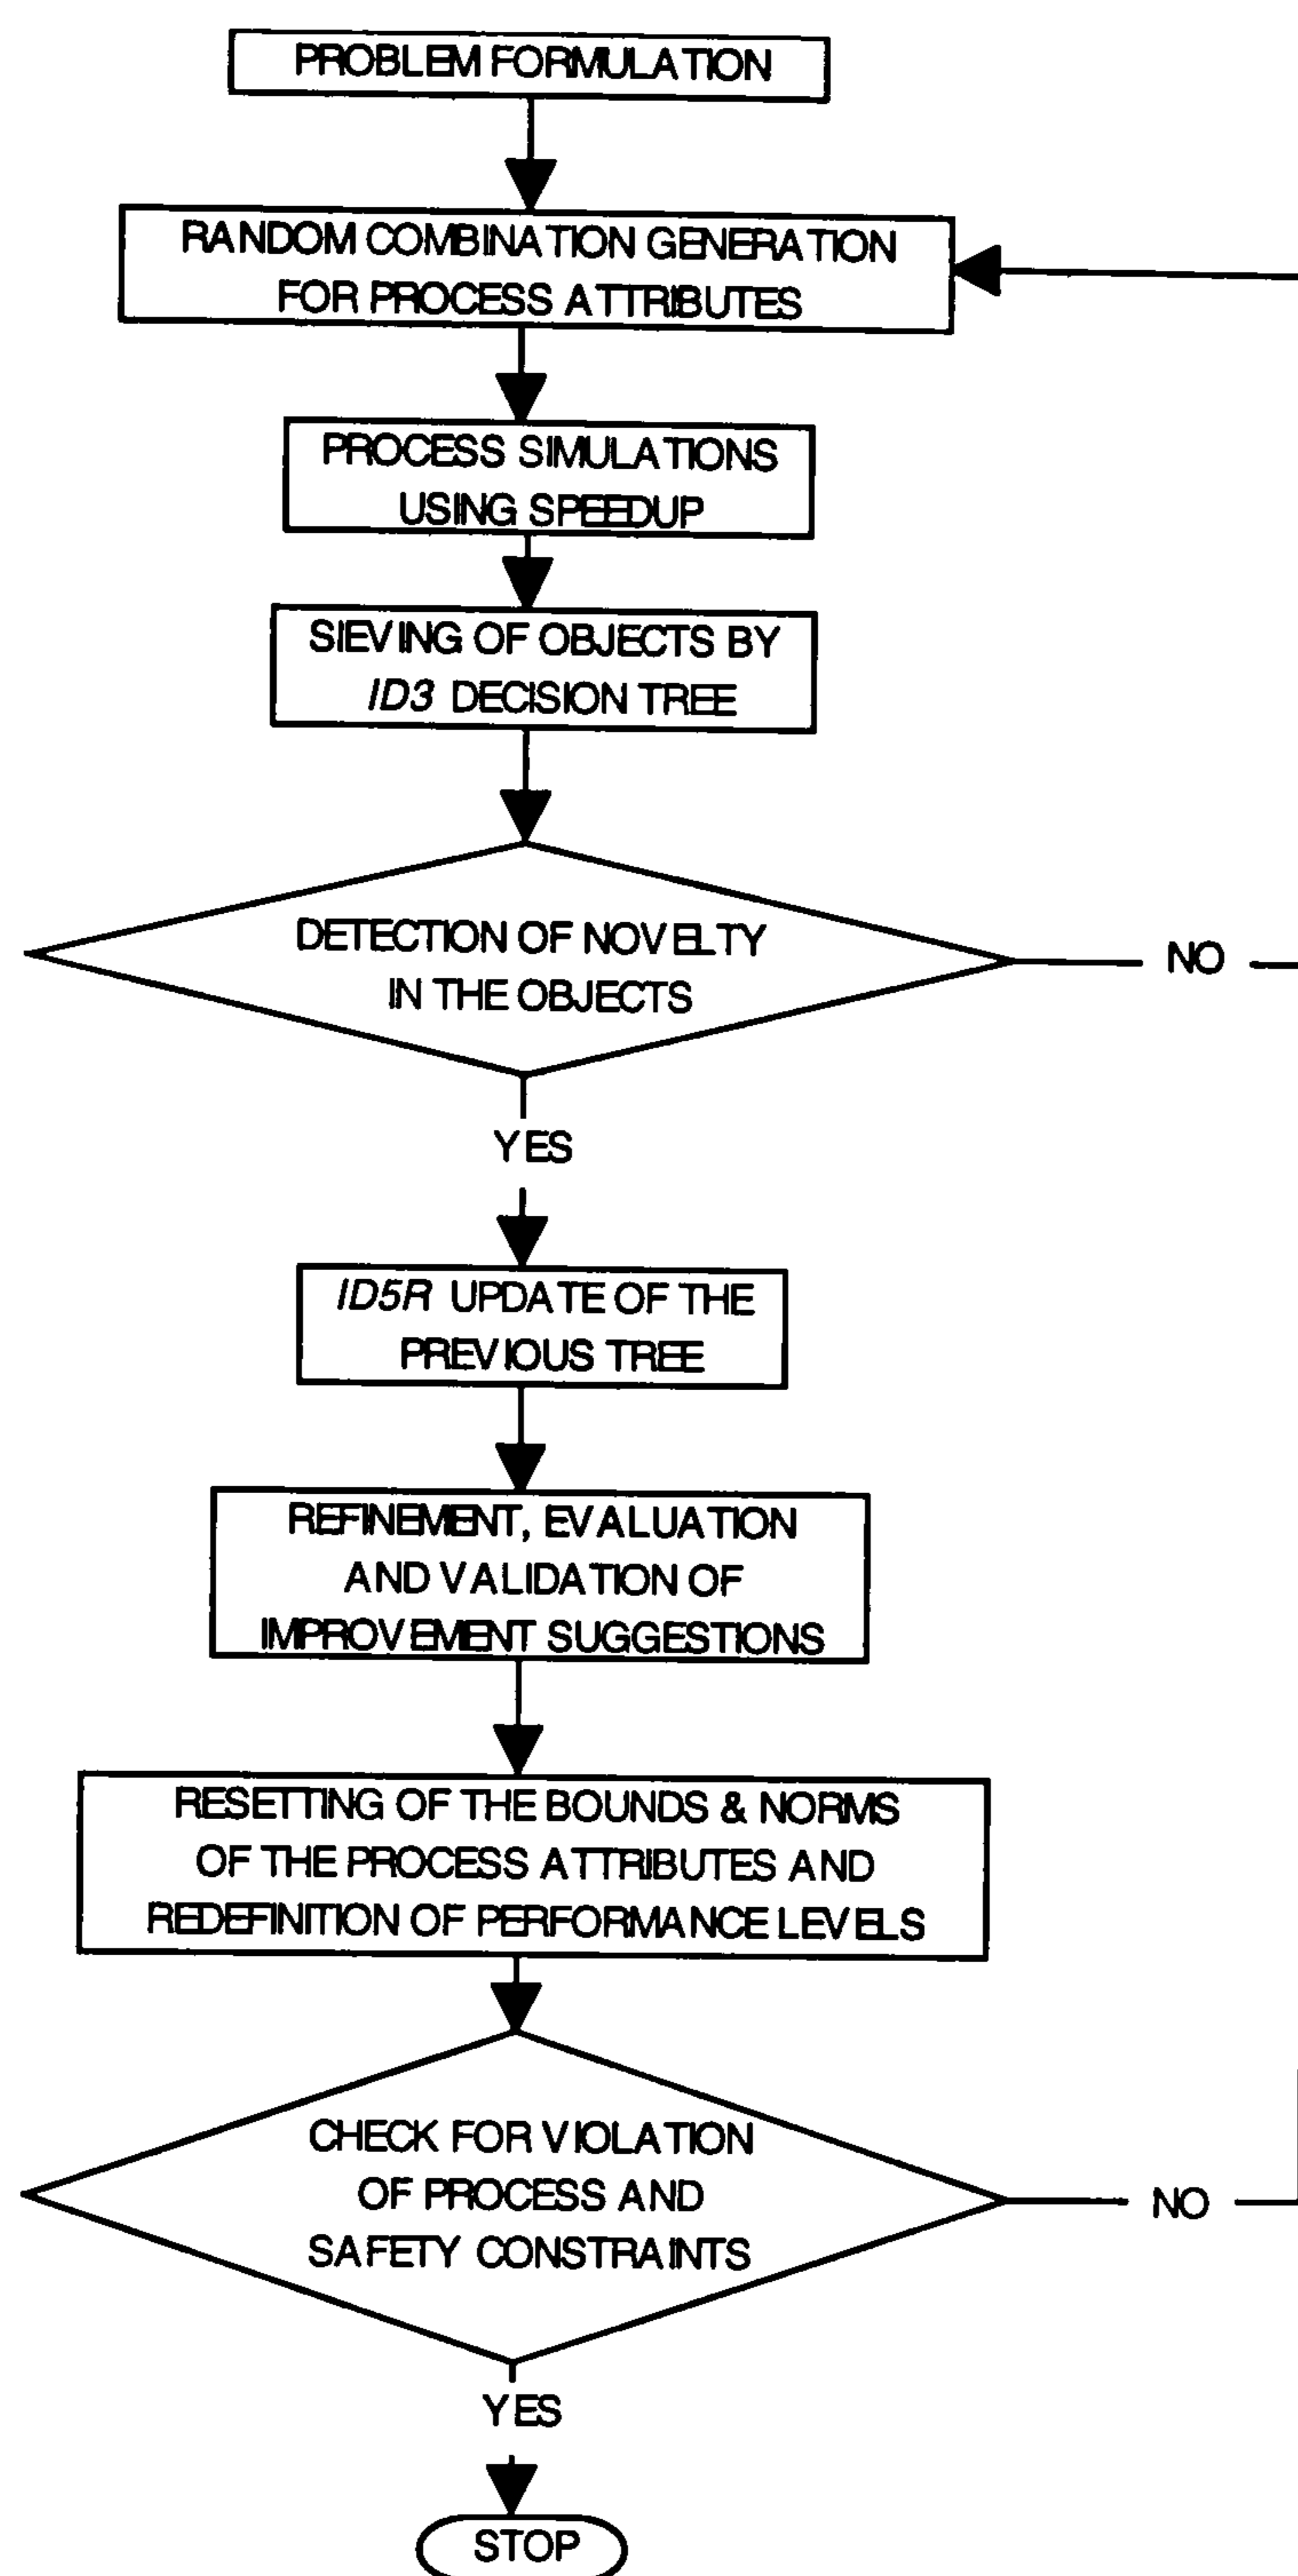 PROBLEM FORMULATION
RANDOM COMBINATION GENERATION
FOR PROCESS ATTRIBUTES
PROCESS SIMULATIONS
USING SPEEDUP
SIEVING OF OBJECTS BY
ID3 DECISION TREE
DETECTION OF NOVELTY
IN THE OBJECTS
NO
YES
ID5R UPDATE OF THE
PREVIOUS TREE
REFINEMENT, EVALUATION
AND VALIDATION OF
IMPROVEMENT SUGGESTIONS
RESETTING OF THE BOUNDS & NORMS
OF THE PROCESS ATTRIBUTES AND
REDEFINITION OF PERFORMANCE LEVELS
CHECK FOR VIOLATION
OF PROCESS AND
SAFETY CONSTRAINTS
NO
YES
STOP